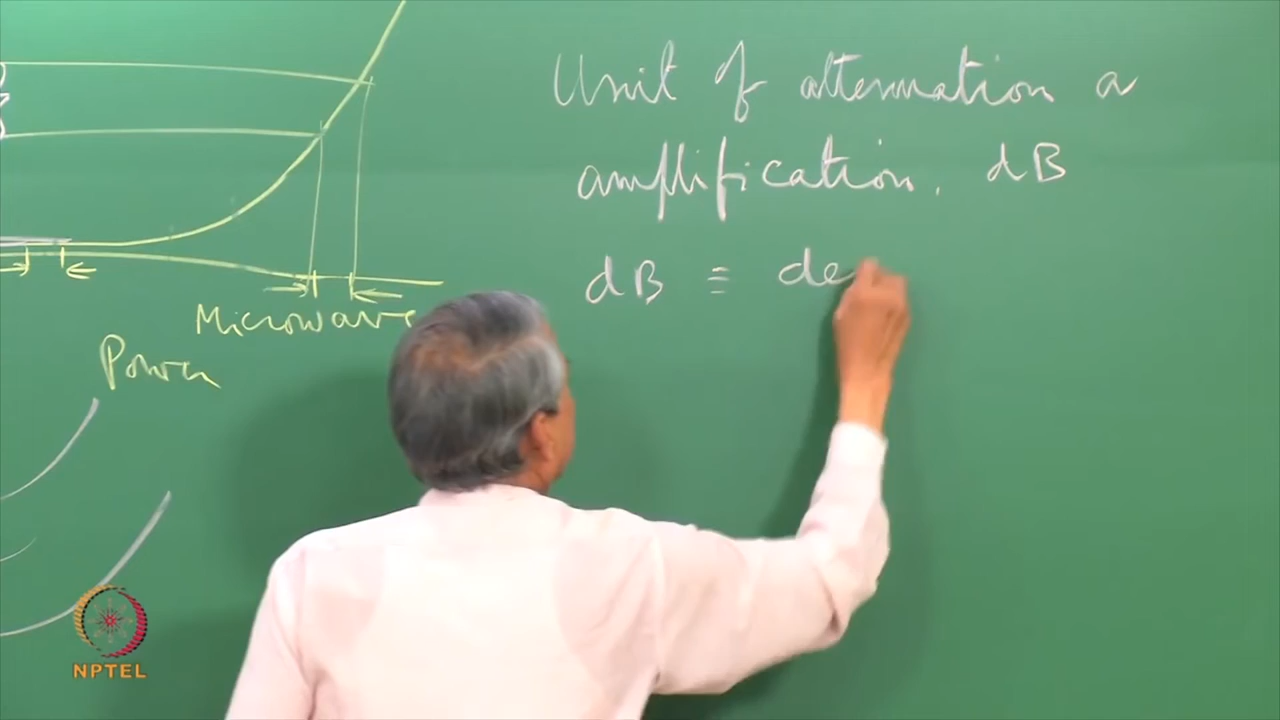 Unit of attenuation a
amplification. dB
dB ≡ de
Microwave
Power
NPTEL